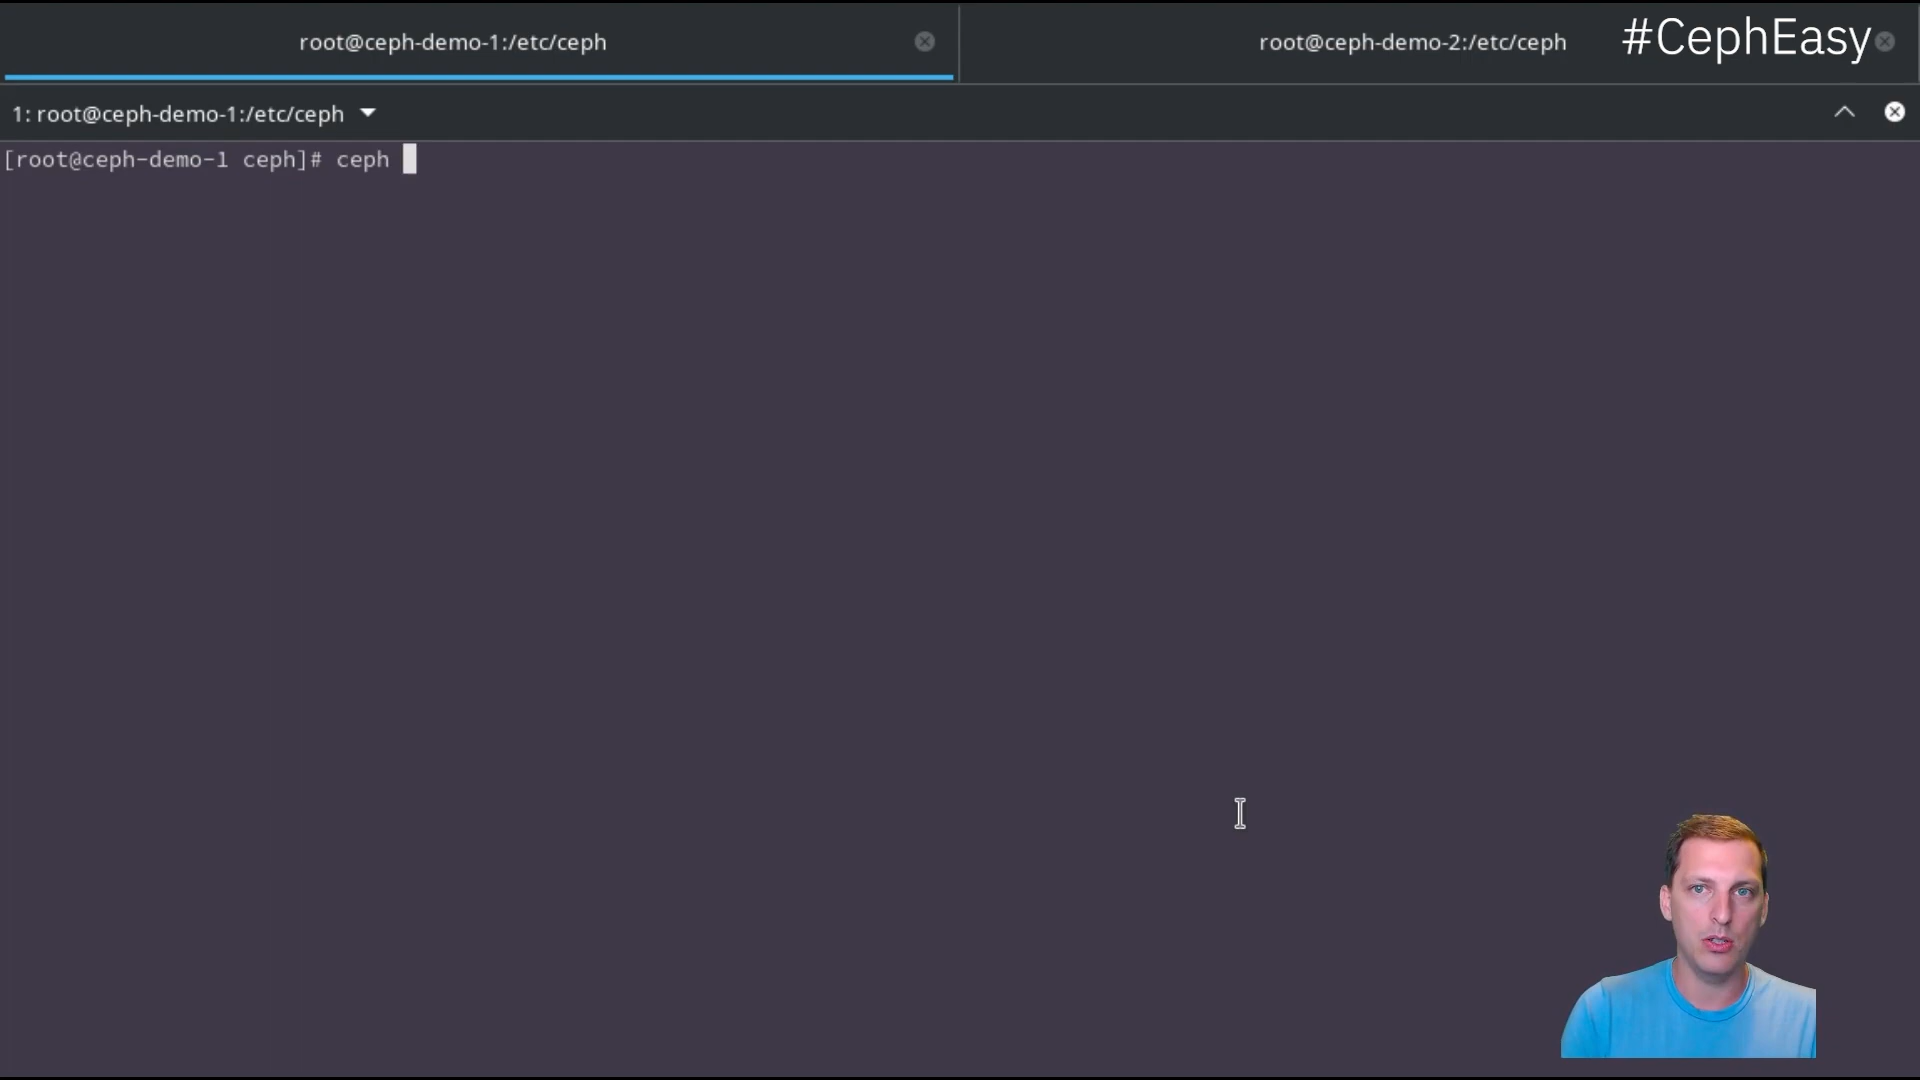 root@ceph-demo-1:/etc/ceph
root@ceph-demo-2:/etc/ceph
#CephEasy
1: root@ceph-demo-1:/etc/ceph
[root@ceph-demo-1 ceph]# ceph